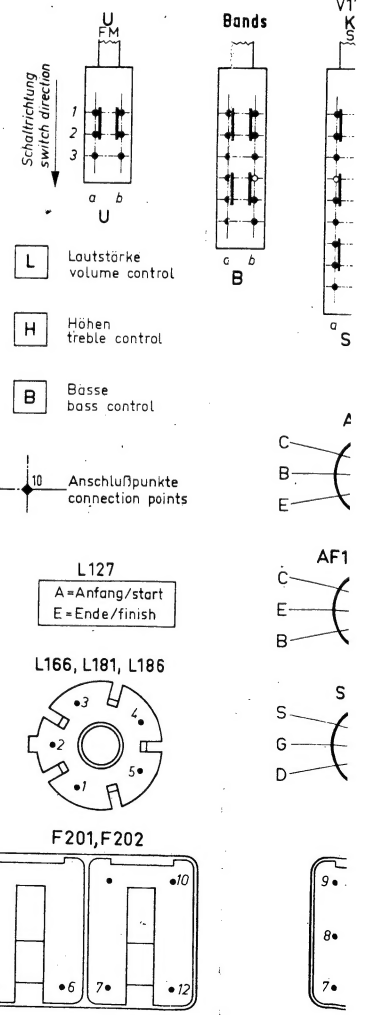 U
FM
Bands
V1
K
S
Schaltrichtung
switch direction
1
2
3
a b
U
a b
B
a
S
L Lautstärke
volume control
H Höhen
treble control
B Bässe
bass control
10 Anschlußpunkte
connection points
A
C
B
E
L127
A=Anfang/start
E=Ende/finish
AF1
C
E
B
L166, L181, L186
3
4
2
1
5
S
S
G
D
F201,F202
10
6 7 12
9
8
7